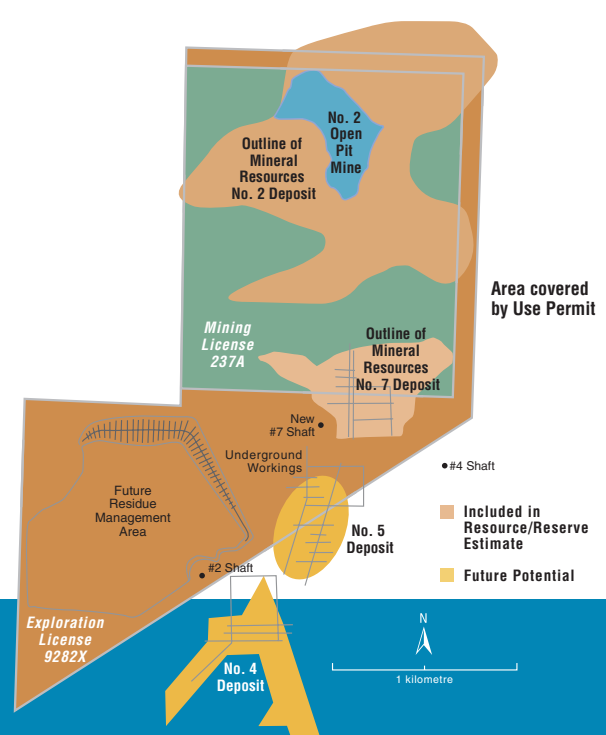 No. 2
Open
Pit
Mine
Outline of
Mineral
Resources
No. 2 Deposit
Area covered
by Use Permit
Mining
License
237A
Outline of
Mineral
Resources
No. 7 Deposit
New
#7 Shaft
Underground
Workings
#4 Shaft
Future
Residue
Management
Area
Included in
Resource/Reserve
Estimate
No. 5
Deposit
Future Potential
#2 Shaft
Exploration
License
9282X
No. 4
Deposit
N
1 kilometre